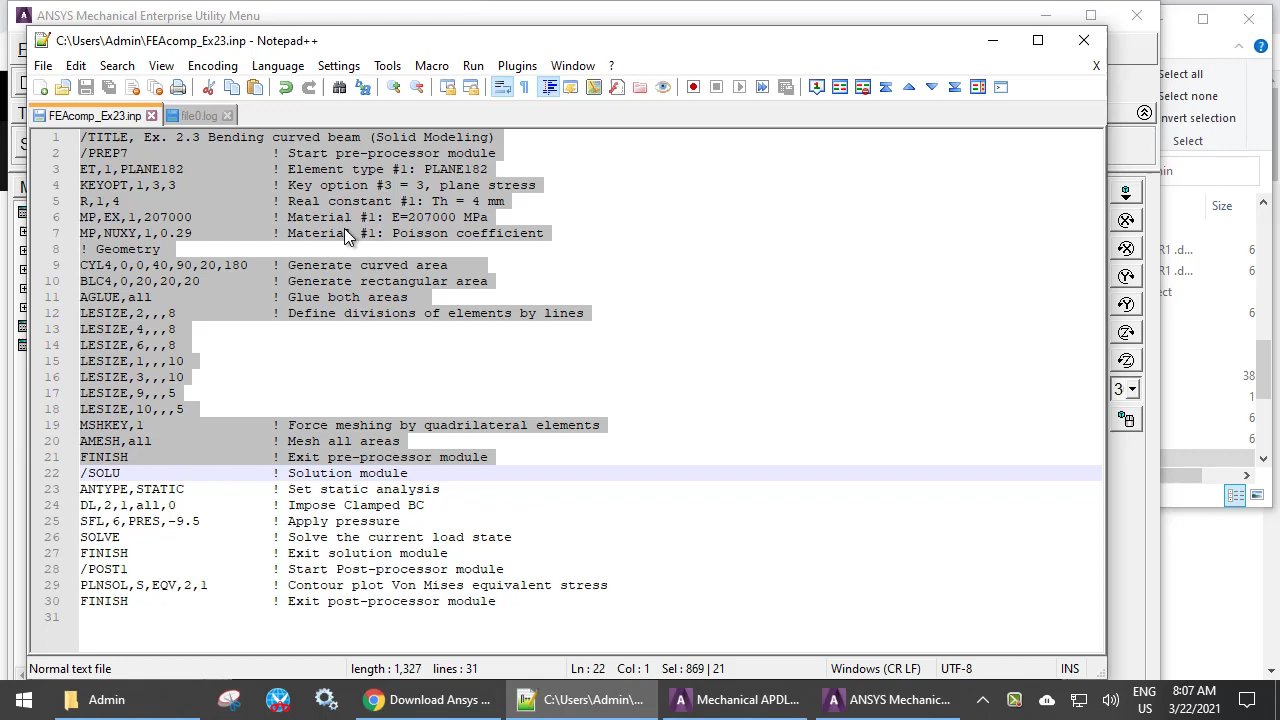 ANSYS Mechanical Enterprise Utility Menu
C:\Users\Admin\FEAcomp_Ex23.inp - Notepad++
File Edit Search View Encoding Language Settings Tools Macro Run Plugins Window ? X
FEAcomp_Ex23.inp file0.log
1 /TITLE, Ex. 2.3 Bending curved beam (Solid Modeling)
2 /PREP7 ! Start pre-processor module
3 ET,1,PLANE182 ! Element type #1: PLANE182
4 KEYOPT,1,3,3 ! Key option #3 = 3, plane stress
5 R,1,4 ! Real constant #1: Th = 4 mm
6 MP,EX,1,207000 ! Material #1: E=207000 MPa
7 MP,NUXY,1,0.29 ! Material #1: Poisson coefficient
8 ! Geometry
9 CYL4,0,0,40,90,20,180 ! Generate curved area
10 BLC4,0,20,20,20 ! Generate rectangular area
11 AGLUE,all ! Glue both areas
12 LESIZE,2,,,8 ! Define divisions of elements by lines
13 LESIZE,4,,,8
14 LESIZE,6,,,8
15 LESIZE,1,,,10
16 LESIZE,3,,,10
17 LESIZE,9,,,5
18 LESIZE,10,,,5
19 MSHKEY,1 ! Force meshing by quadrilateral elements
20 AMESH,all ! Mesh all areas
21 FINISH ! Exit pre-processor module
22 /SOLU ! Solution module
23 ANTYPE,STATIC ! Set static analysis
24 DL,2,1,all,0 ! Impose Clamped BC
25 SFL,6,PRES,-9.5 ! Apply pressure
26 SOLVE ! Solve the current load state
27 FINISH ! Exit solution module
28 /POST1 ! Start Post-processor module
29 PLNSOL,S,EQV,2,1 ! Contour plot Von Mises equivalent stress
30 FINISH ! Exit post-processor module
31
Normal text file length : 1,327 lines : 31 Ln : 22 Col : 1 Sel : 869 | 21 Windows (CR LF) UTF-8 INS
3
Select all
Select none
nvert selection
Select
min
Size
R1 .d... 6
R1 .d... 6
ect
6
38
1
6
6
Admin Download Ansys ... C:\Users\Admin\... Mechanical APDL... ANSYS Mechanic...
ENG
US
8:07 AM
3/22/2021